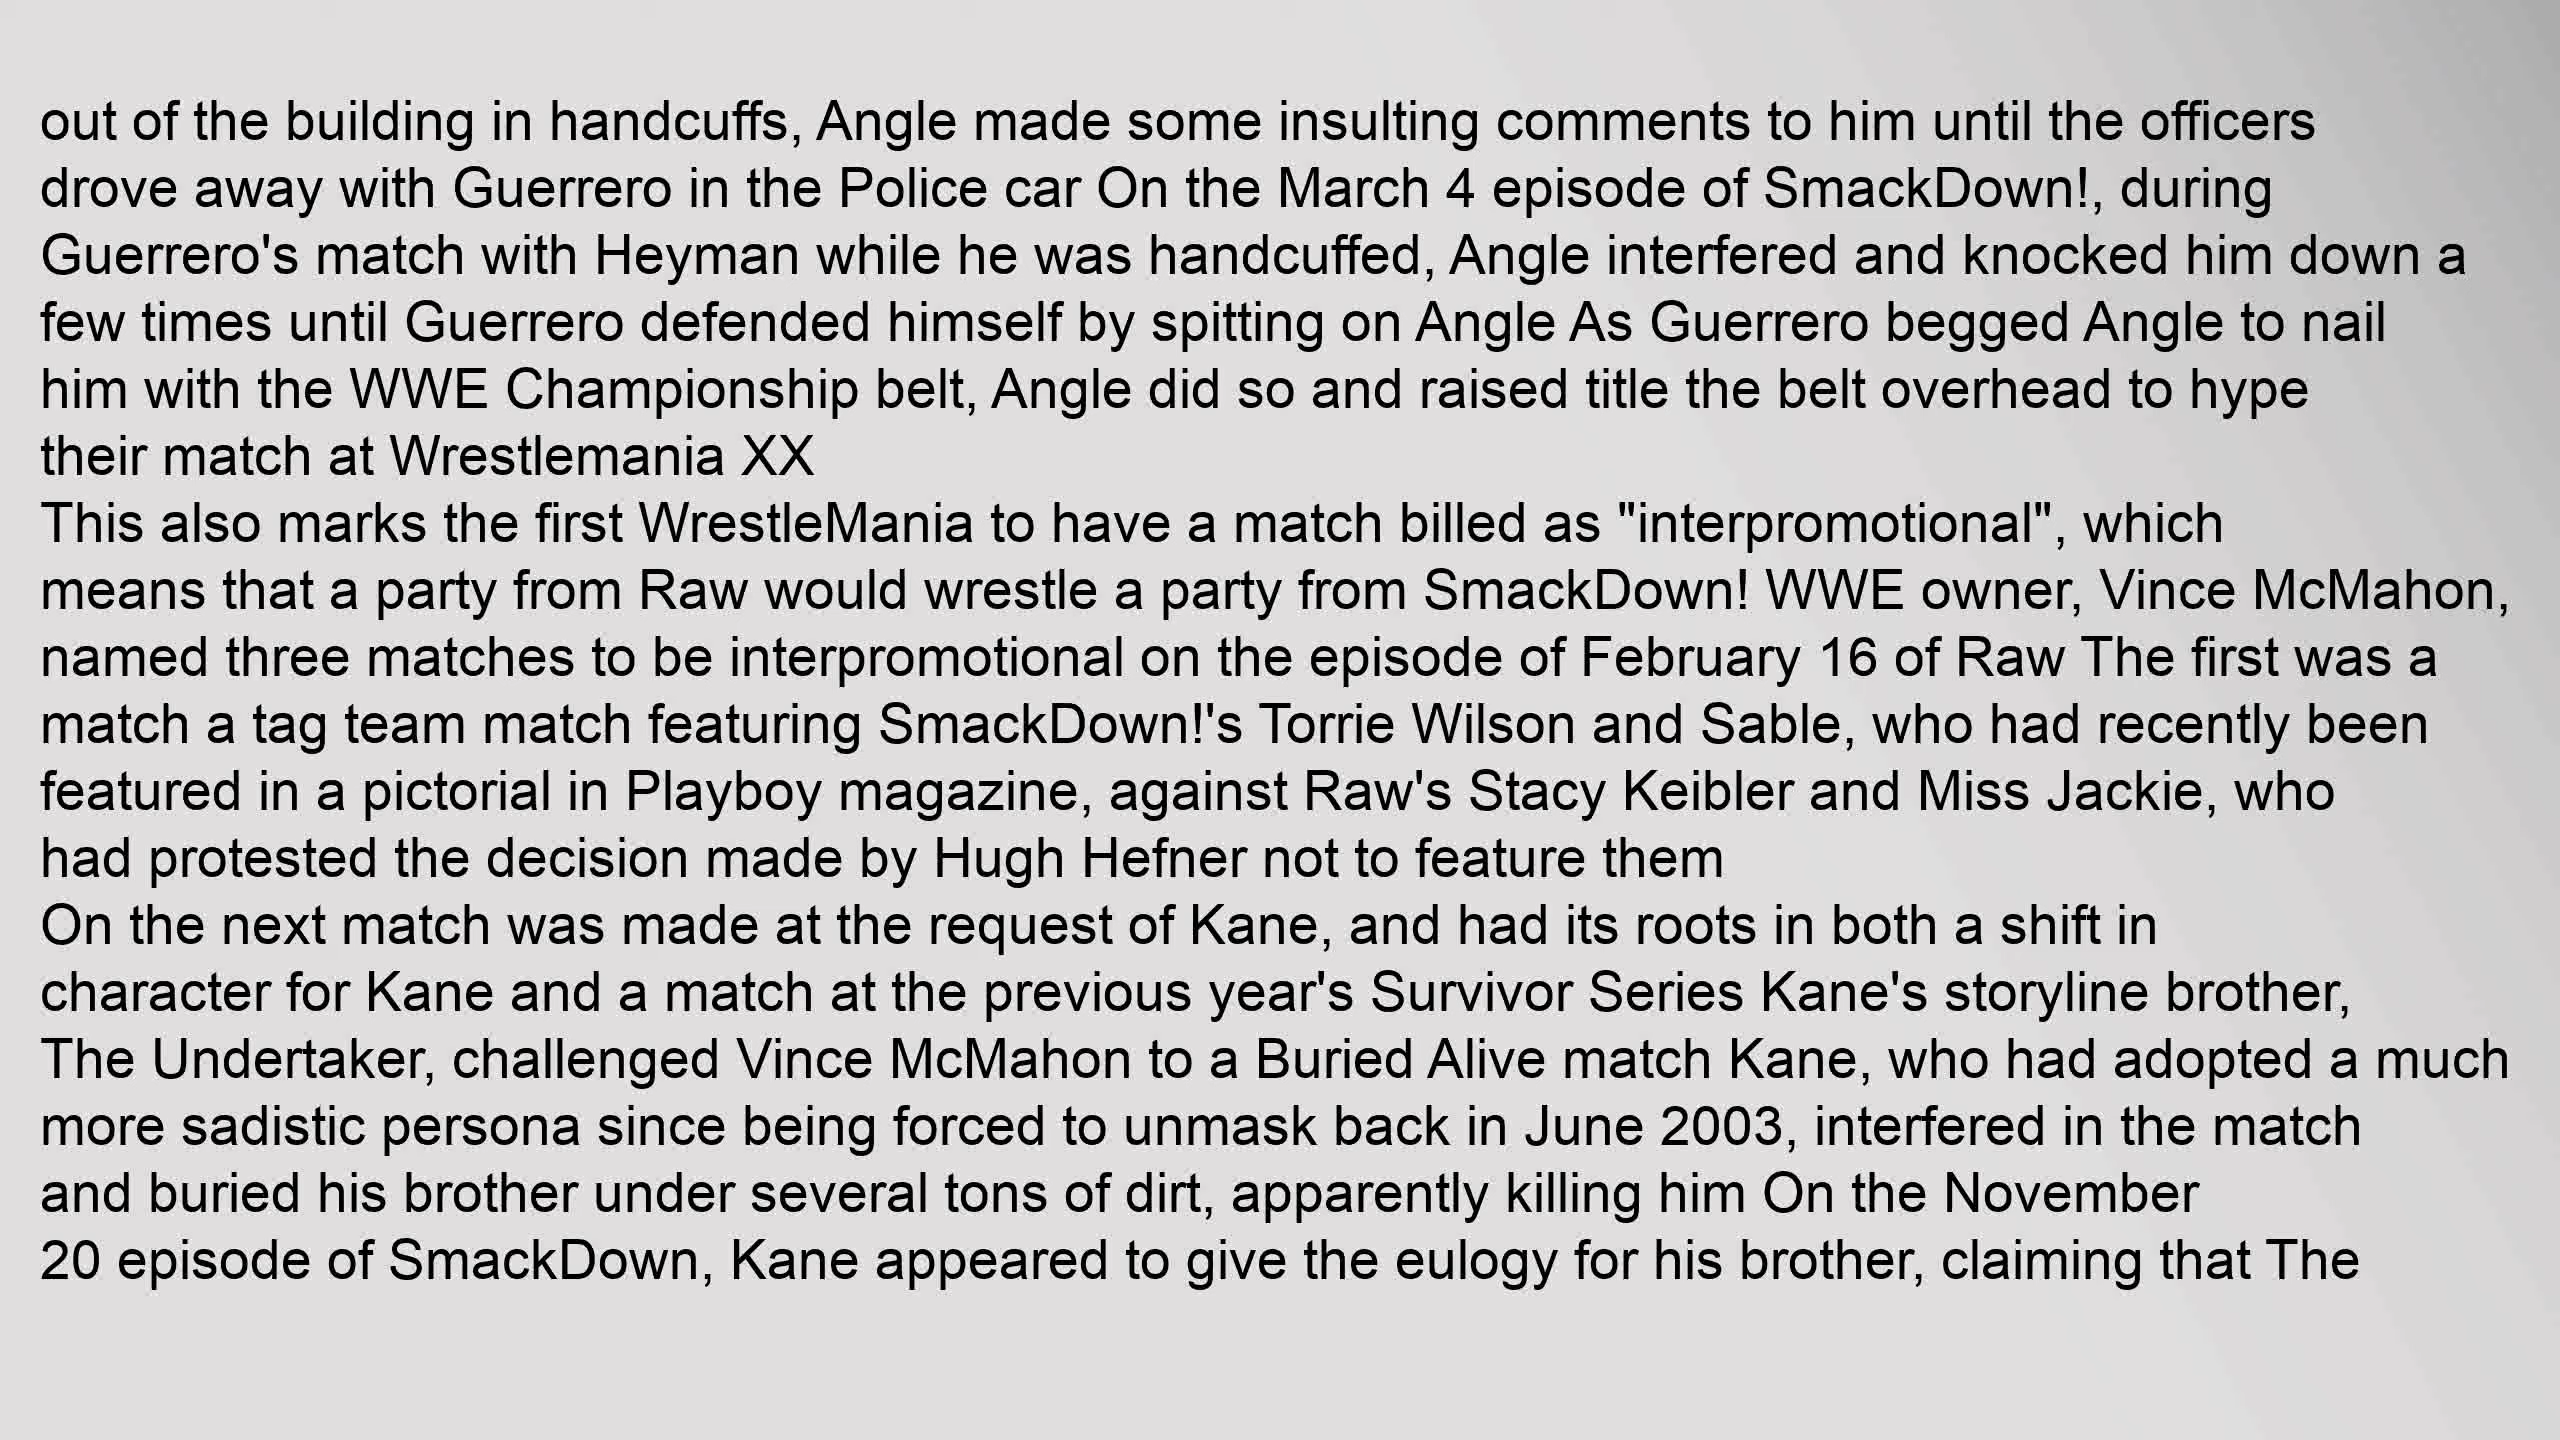 out of the building in handcuffs, Angle made some insulting comments to him until the officers
drove away with Guerrero in the Police car On the March 4 episode of SmackDown!, during
Guerrero's match with Heyman while he was handcuffed, Angle interfered and knocked him down a
few times until Guerrero defended himself by spitting on Angle As Guerrero begged Angle to nail
him with the WWE Championship belt, Angle did so and raised title the belt overhead to hype
their match at Wrestlemania XX
This also marks the first WrestleMania to have a match billed as "interpromotional", which
means that a party from Raw would wrestle a party from SmackDown! WWE owner, Vince McMahon,
named three matches to be interpromotional on the episode of February 16 of Raw The first was a
match a tag team match featuring SmackDown!'s Torrie Wilson and Sable, who had recently been
featured in a pictorial in Playboy magazine, against Raw's Stacy Keibler and Miss Jackie, who
had protested the decision made by Hugh Hefner not to feature them
On the next match was made at the request of Kane, and had its roots in both a shift in
character for Kane and a match at the previous year's Survivor Series Kane's storyline brother,
The Undertaker, challenged Vince McMahon to a Buried Alive match Kane, who had adopted a much
more sadistic persona since being forced to unmask back in June 2003, interfered in the match
and buried his brother under several tons of dirt, apparently killing him On the November
20 episode of SmackDown, Kane appeared to give the eulogy for his brother, claiming that The